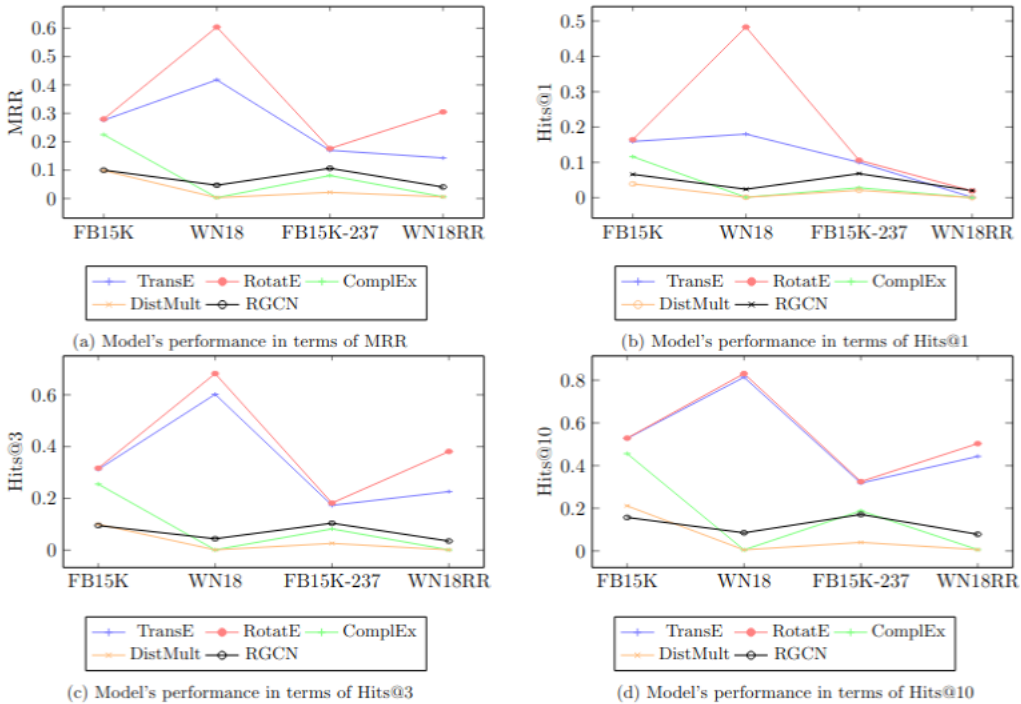 MRR
0.6
0.5
0.4
0.3
0.2
0.1
0
FB15K WN18 FB15K-237 WN18RR
TransE RotatE ComplEx
DistMult RGCN
(a) Model's performance in terms of MRR
Hits@1
0.5
0.4
0.3
0.2
0.1
0
FB15K WN18 FB15K-237 WN18RR
TransE RotatE ComplEx
DistMult RGCN
(b) Model's performance in terms of Hits@1
Hits@3
0.6
0.4
0.2
0
FB15K WN18 FB15K-237 WN18RR
TransE RotatE ComplEx
DistMult RGCN
(c) Model's performance in terms of Hits@3
Hits@10
0.8
0.6
0.4
0.2
0
FB15K WN18 FB15K-237 WN18RR
TransE RotatE ComplEx
DistMult RGCN
(d) Model's performance in terms of Hits@10